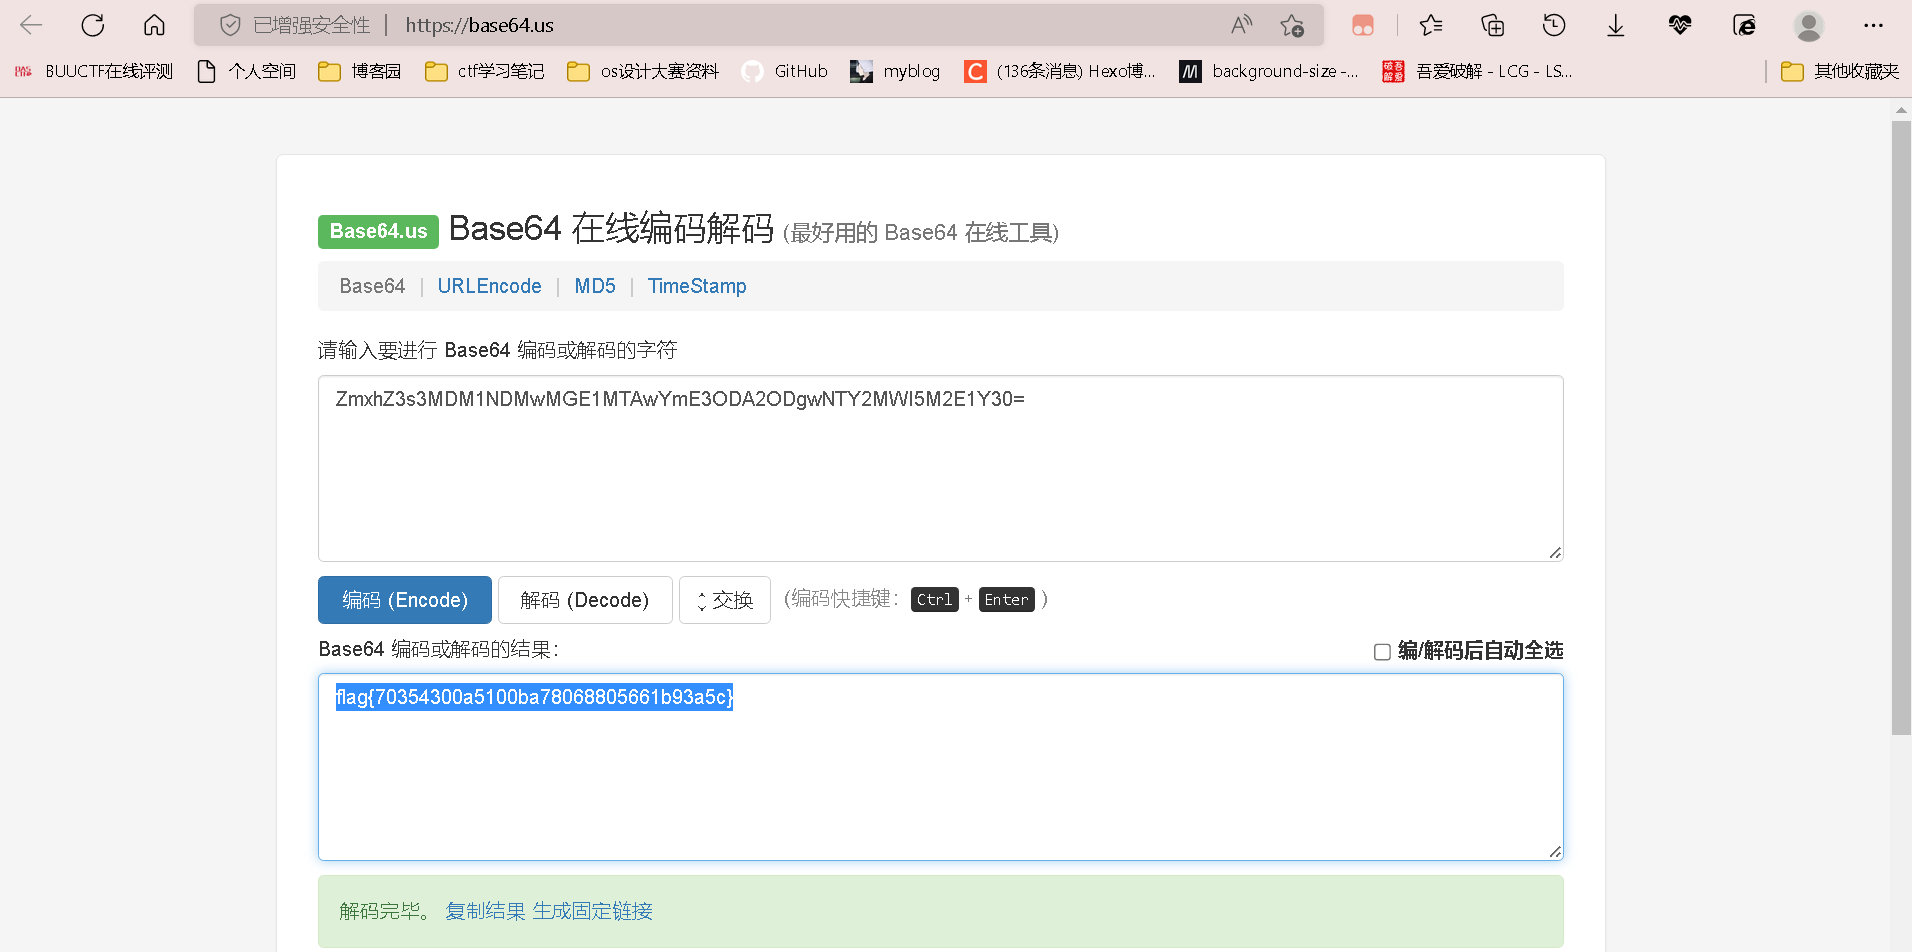 已增强安全性 | https://base64.us
BUUCTF在线评测 个人空间 博客园 ctf学习笔记 os设计大赛资料 GitHub myblog C (136条消息) Hexo博... M background-size -... 吾爱破解 吾爱破解 - LCG - LS... 其他收藏夹
Base64.us Base64 在线编码解码 (最好用的 Base64 在线工具)
Base64 | URLEncode | MD5 | TimeStamp
请输入要进行 Base64 编码或解码的字符
ZmxhZ3s3MDM1NDMwMGE1MTAwYmE3ODA2ODgwNTY2MWI5M2E1Y30=
编码 (Encode) 解码 (Decode) 交换 (编码快捷键: Ctrl + Enter )
Base64 编码或解码的结果: 编/解码后自动全选
flag{70354300a5100ba78068805661b93a5c}
解码完毕。 复制结果 生成固定链接